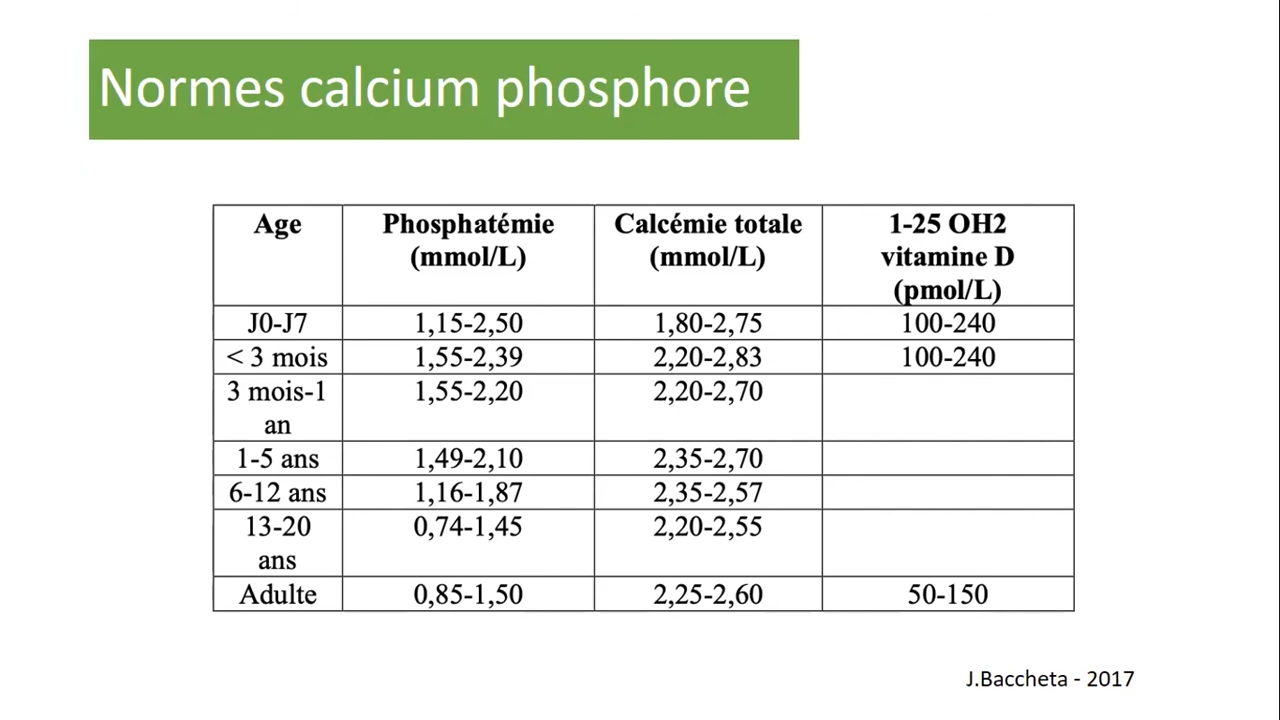 Normes calcium phosphore
Age Phosphatémie (mmol/L) Calcémie totale (mmol/L) 1-25 OH2 vitamine D (pmol/L)
J0-J7 1,15-2,50 1,80-2,75 100-240
< 3 mois 1,55-2,39 2,20-2,83 100-240
3 mois-1 an 1,55-2,20 2,20-2,70
1-5 ans 1,49-2,10 2,35-2,70
6-12 ans 1,16-1,87 2,35-2,57
13-20 ans 0,74-1,45 2,20-2,55
Adulte 0,85-1,50 2,25-2,60 50-150
J.Baccheta - 2017